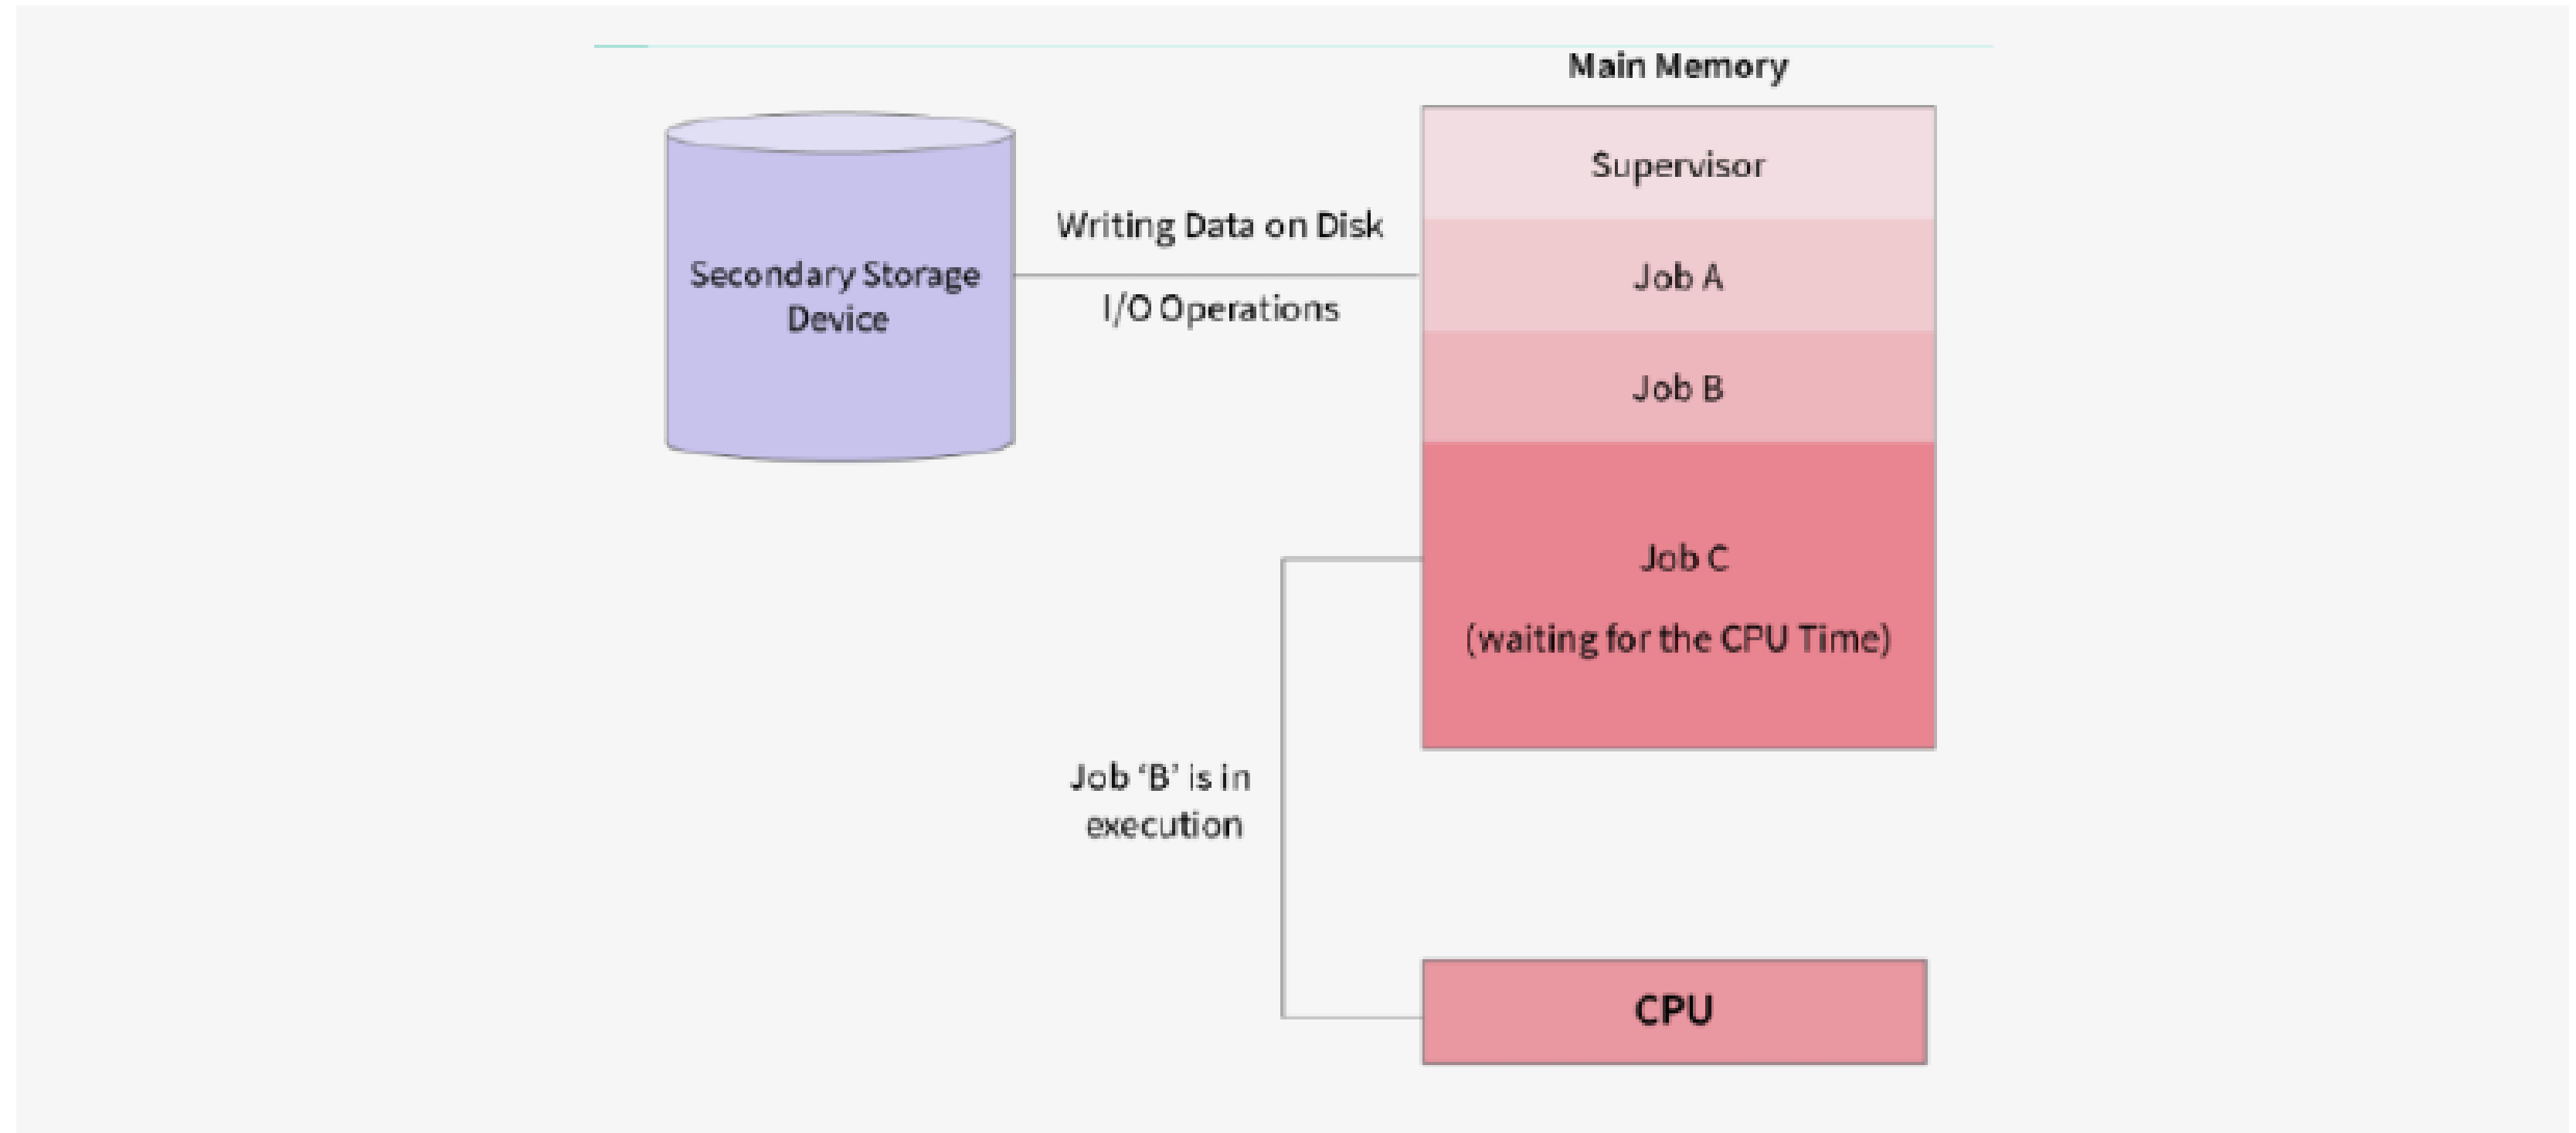 Main Memory
Supervisor
Writing Data on Disk
Secondary Storage
Device
I/O Operations
Job A
Job B
Job C
(waiting for the CPU Time)
Job ‘B’ is in
execution
CPU